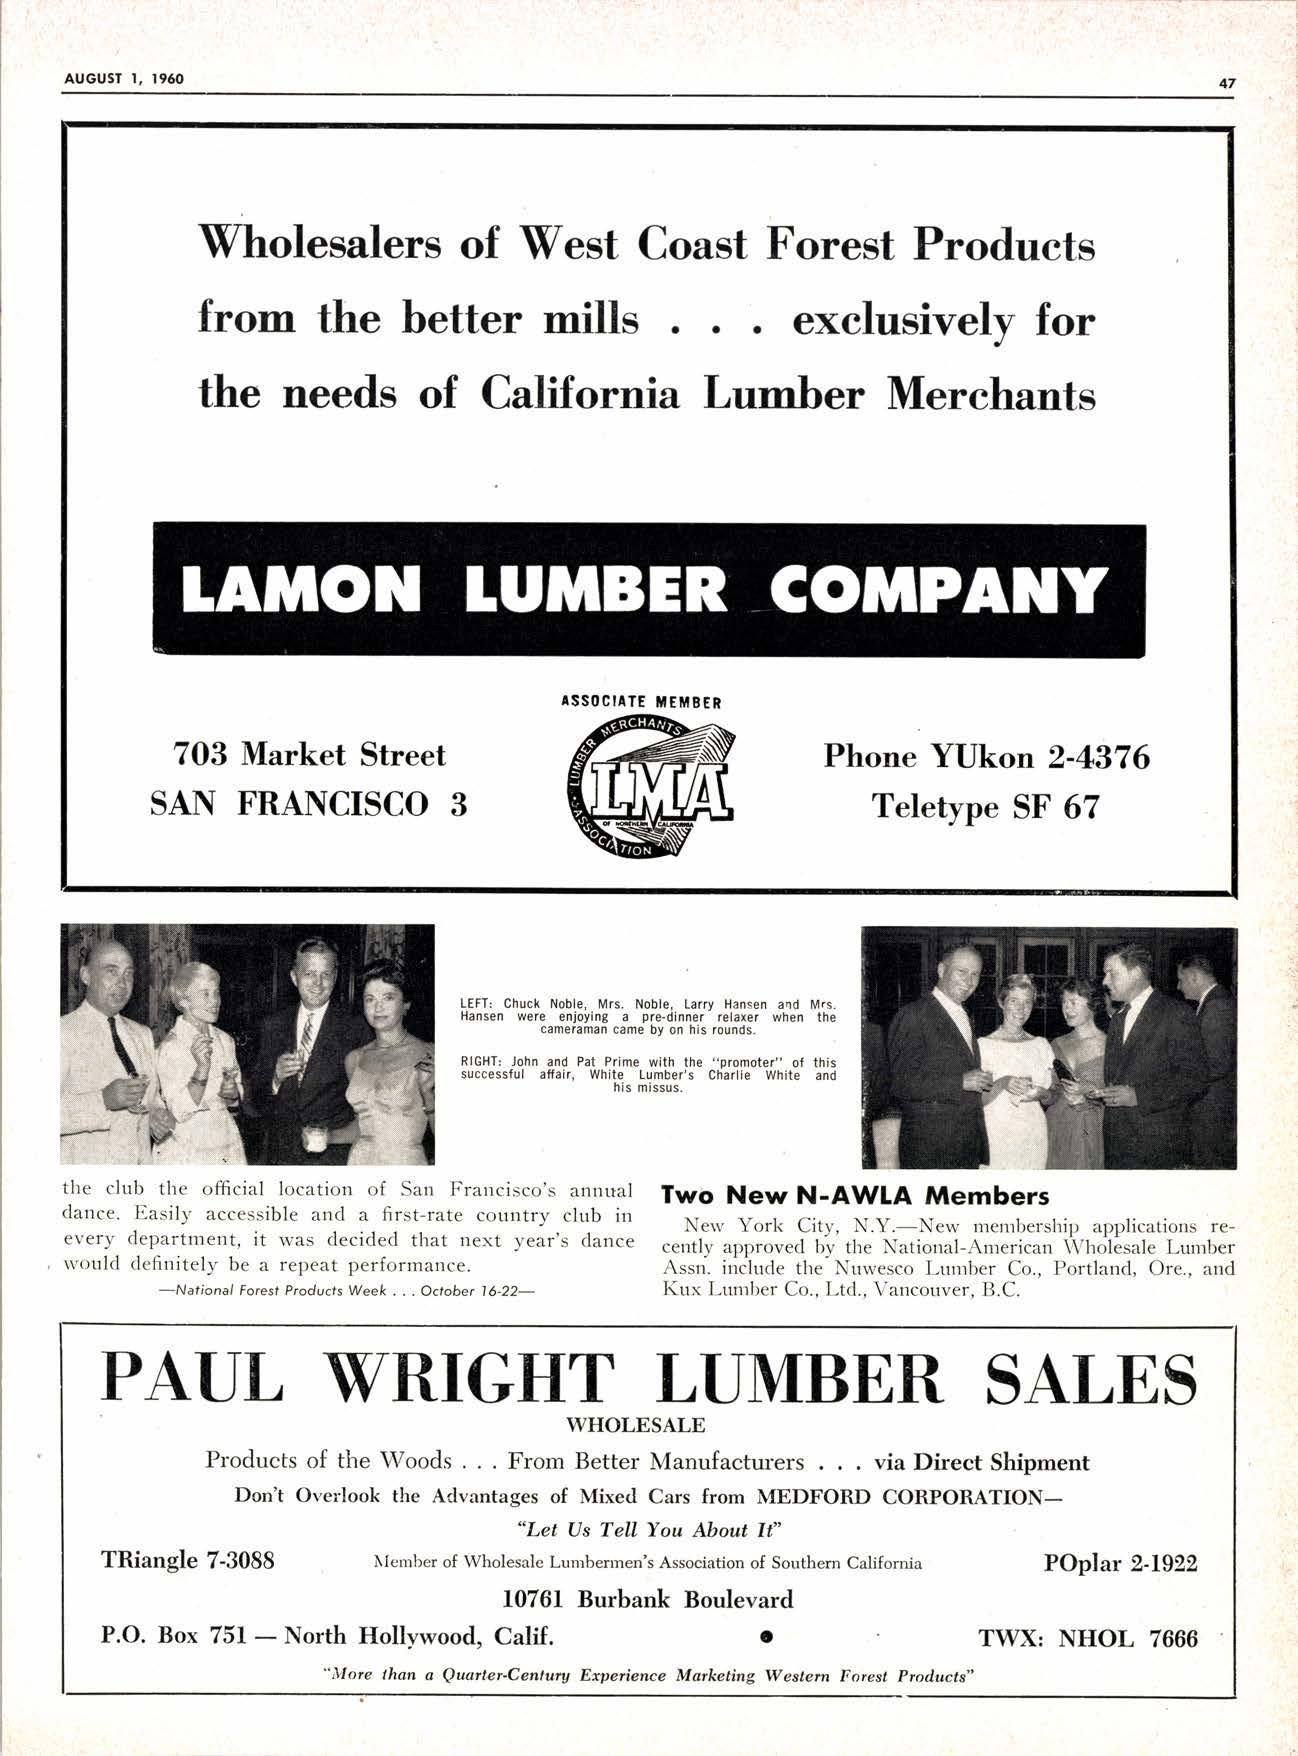 AUGUST 1, 1960
47
Wholesalers of West Coast Forest Products
from the better mills . . . exclusively for
the needs of California Lumber Merchants
LAMON LUMBER COMPANY
703 Market Street
SAN FRANCISCO 3
ASSOCIATE MEMBER
LUMBER MERCHANTS
LMA
OF NORTHERN CALIFORNIA
ASSOCIATION
Phone YUkon 2-4376
Teletype SF 67
LEFT: Chuck Noble, Mrs. Noble, Larry Hansen and Mrs.
Hansen were enjoying a pre-dinner relaxer when the
cameraman came by on his rounds.
RIGHT: John and Pat Prime with the "promoter" of this
successful affair, White Lumber's Charlie White and
his missus.
the club the official location of San Francisco's annual
dance. Easily accessible and a first-rate country club in
every department, it was decided that next year's dance
would definitely be a repeat performance.
—National Forest Products Week . . . October 16-22—
Two New N-AWLA Members
New York City, N.Y.—New membership applications re-
cently approved by the National-American Wholesale Lumber
Assn. include the Nuwesco Lumber Co., Portland, Ore., and
Kux Lumber Co., Ltd., Vancouver, B.C.
PAUL WRIGHT LUMBER SALES
WHOLESALE
Products of the Woods . . . From Better Manufacturers . . . via Direct Shipment
Don't Overlook the Advantages of Mixed Cars from MEDFORD CORPORATION—
"Let Us Tell You About It"
TRiangle 7-3088
Member of Wholesale Lumbermen's Association of Southern California
POplar 2-1922
10761 Burbank Boulevard
P.O. Box 751 — North Hollywood, Calif.
●
TWX: NHOL 7666
"More than a Quarter-Century Experience Marketing Western Forest Products"